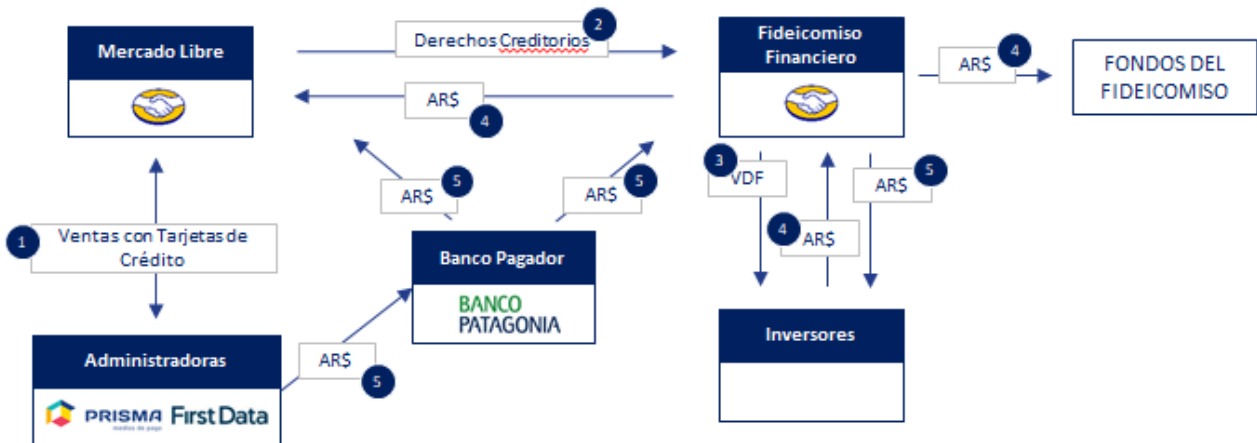 Mercado Libre
Derechos Creditorios
2
Fideicomiso
Financiero
AR$
4
FONDOS DEL
FIDEICOMISO
AR$
4
3
VDF
AR$
5
AR$
5
AR$
5
4
AR$
1
Ventas con Tarjetas de
Crédito
Banco Pagador
BANCO
PATAGONIA
Inversores
Administradoras
AR$
5
PRISMA
medios de pago
First Data